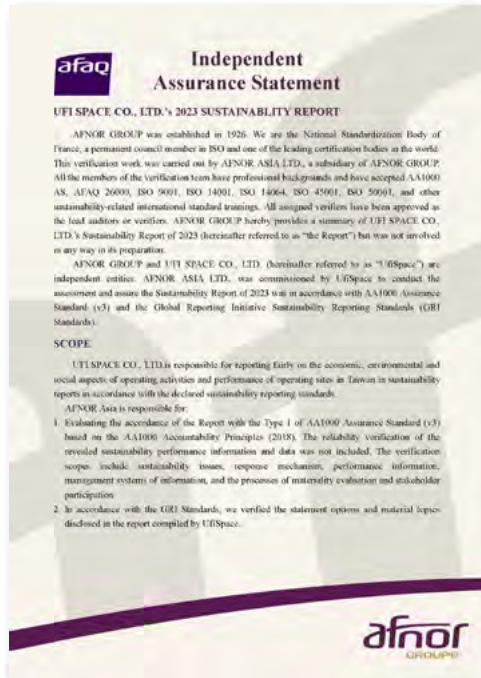 afaq
Independent
Assurance Statement
UFI SPACE CO., LTD.'s 2023 SUSTAINABLITY REPORT
AFNOR GROUP was established in 1926. We are the National Standardization Body of
France, a permanent council member in ISO and one of the leading certification bodies in the world.
This verification work was carried out by AFNOR ASIA LTD., a subsidiary of AFNOR GROUP.
All the members of the verification team have professional backgrounds and have accepted AA1000
AS, AFAQ 26000, ISO 9001, ISO 14001, ISO 14064, ISO 45001, ISO 50001, and other
sustainability-related international standard trainings. All assigned verifiers have been approved as
the lead auditors or verifiers. AFNOR GROUP hereby provides a summary of UFI SPACE CO.,
LTD.'s Sustainability Report of 2023 (hereinafter referred to as "the Report") but was not involved
in any way in its preparation.
AFNOR GROUP and UFI SPACE CO., LTD. (hereinafter referred to as "UfiSpace") are
independent entities. AFNOR ASIA LTD., was commissioned by UfiSpace to conduct the
assessment and assure the Sustainability Report of 2023 was in accordance with AA1000 Assurance
Standard (v3) and the Global Reporting Initiative Sustainability Reporting Standards (GRI
Standards).
SCOPE
UFI SPACE CO., LTD.is responsible for reporting fairly on the economic, environmental and
social aspects of operating activities and performance of operating sites in Taiwan in sustainability
reports in accordance with the declared sustainability reporting standards.
AFNOR Asia is responsible for:
1. Evaluating the accordance of the Report with the Type 1 of AA1000 Assurance Standard (v3)
based on the AA1000 Accountability Principles (2018). The reliability verification of the
revealed sustainability performance information and data was not included. The verification
scopes include sustainability issues, response mechanism, performance information,
management systems of information, and the processes of materiality evaluation and stakeholder
participation.
2. In accordance with the GRI Standards, we verified the statement options and material topics
disclosed in the report compiled by UfiSpace.
afnor
GROUPE